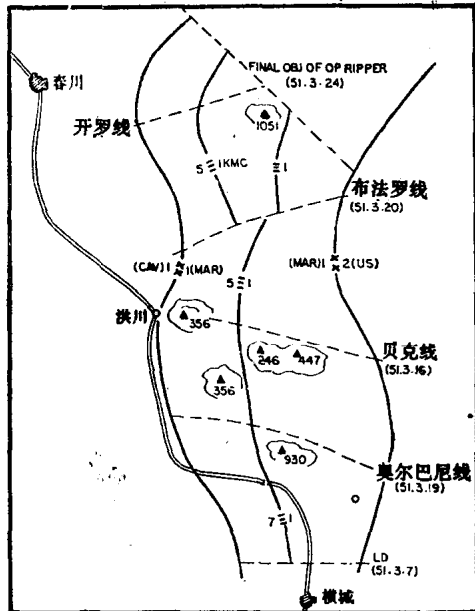 FINAL OBJ OF OP RIPPER
(51.3.24)
春川
开罗线
1051
5 1KMC
1
布法罗线
(51.3.20)
(CAV)1 1(MAR)
(MAR)1 2(US)
5 1
洪川
356
246 447
贝克线
(51.3.16)
356
930
奥尔巴尼线
(51.3.19)
7 1
LD
(51.3.7)
横城